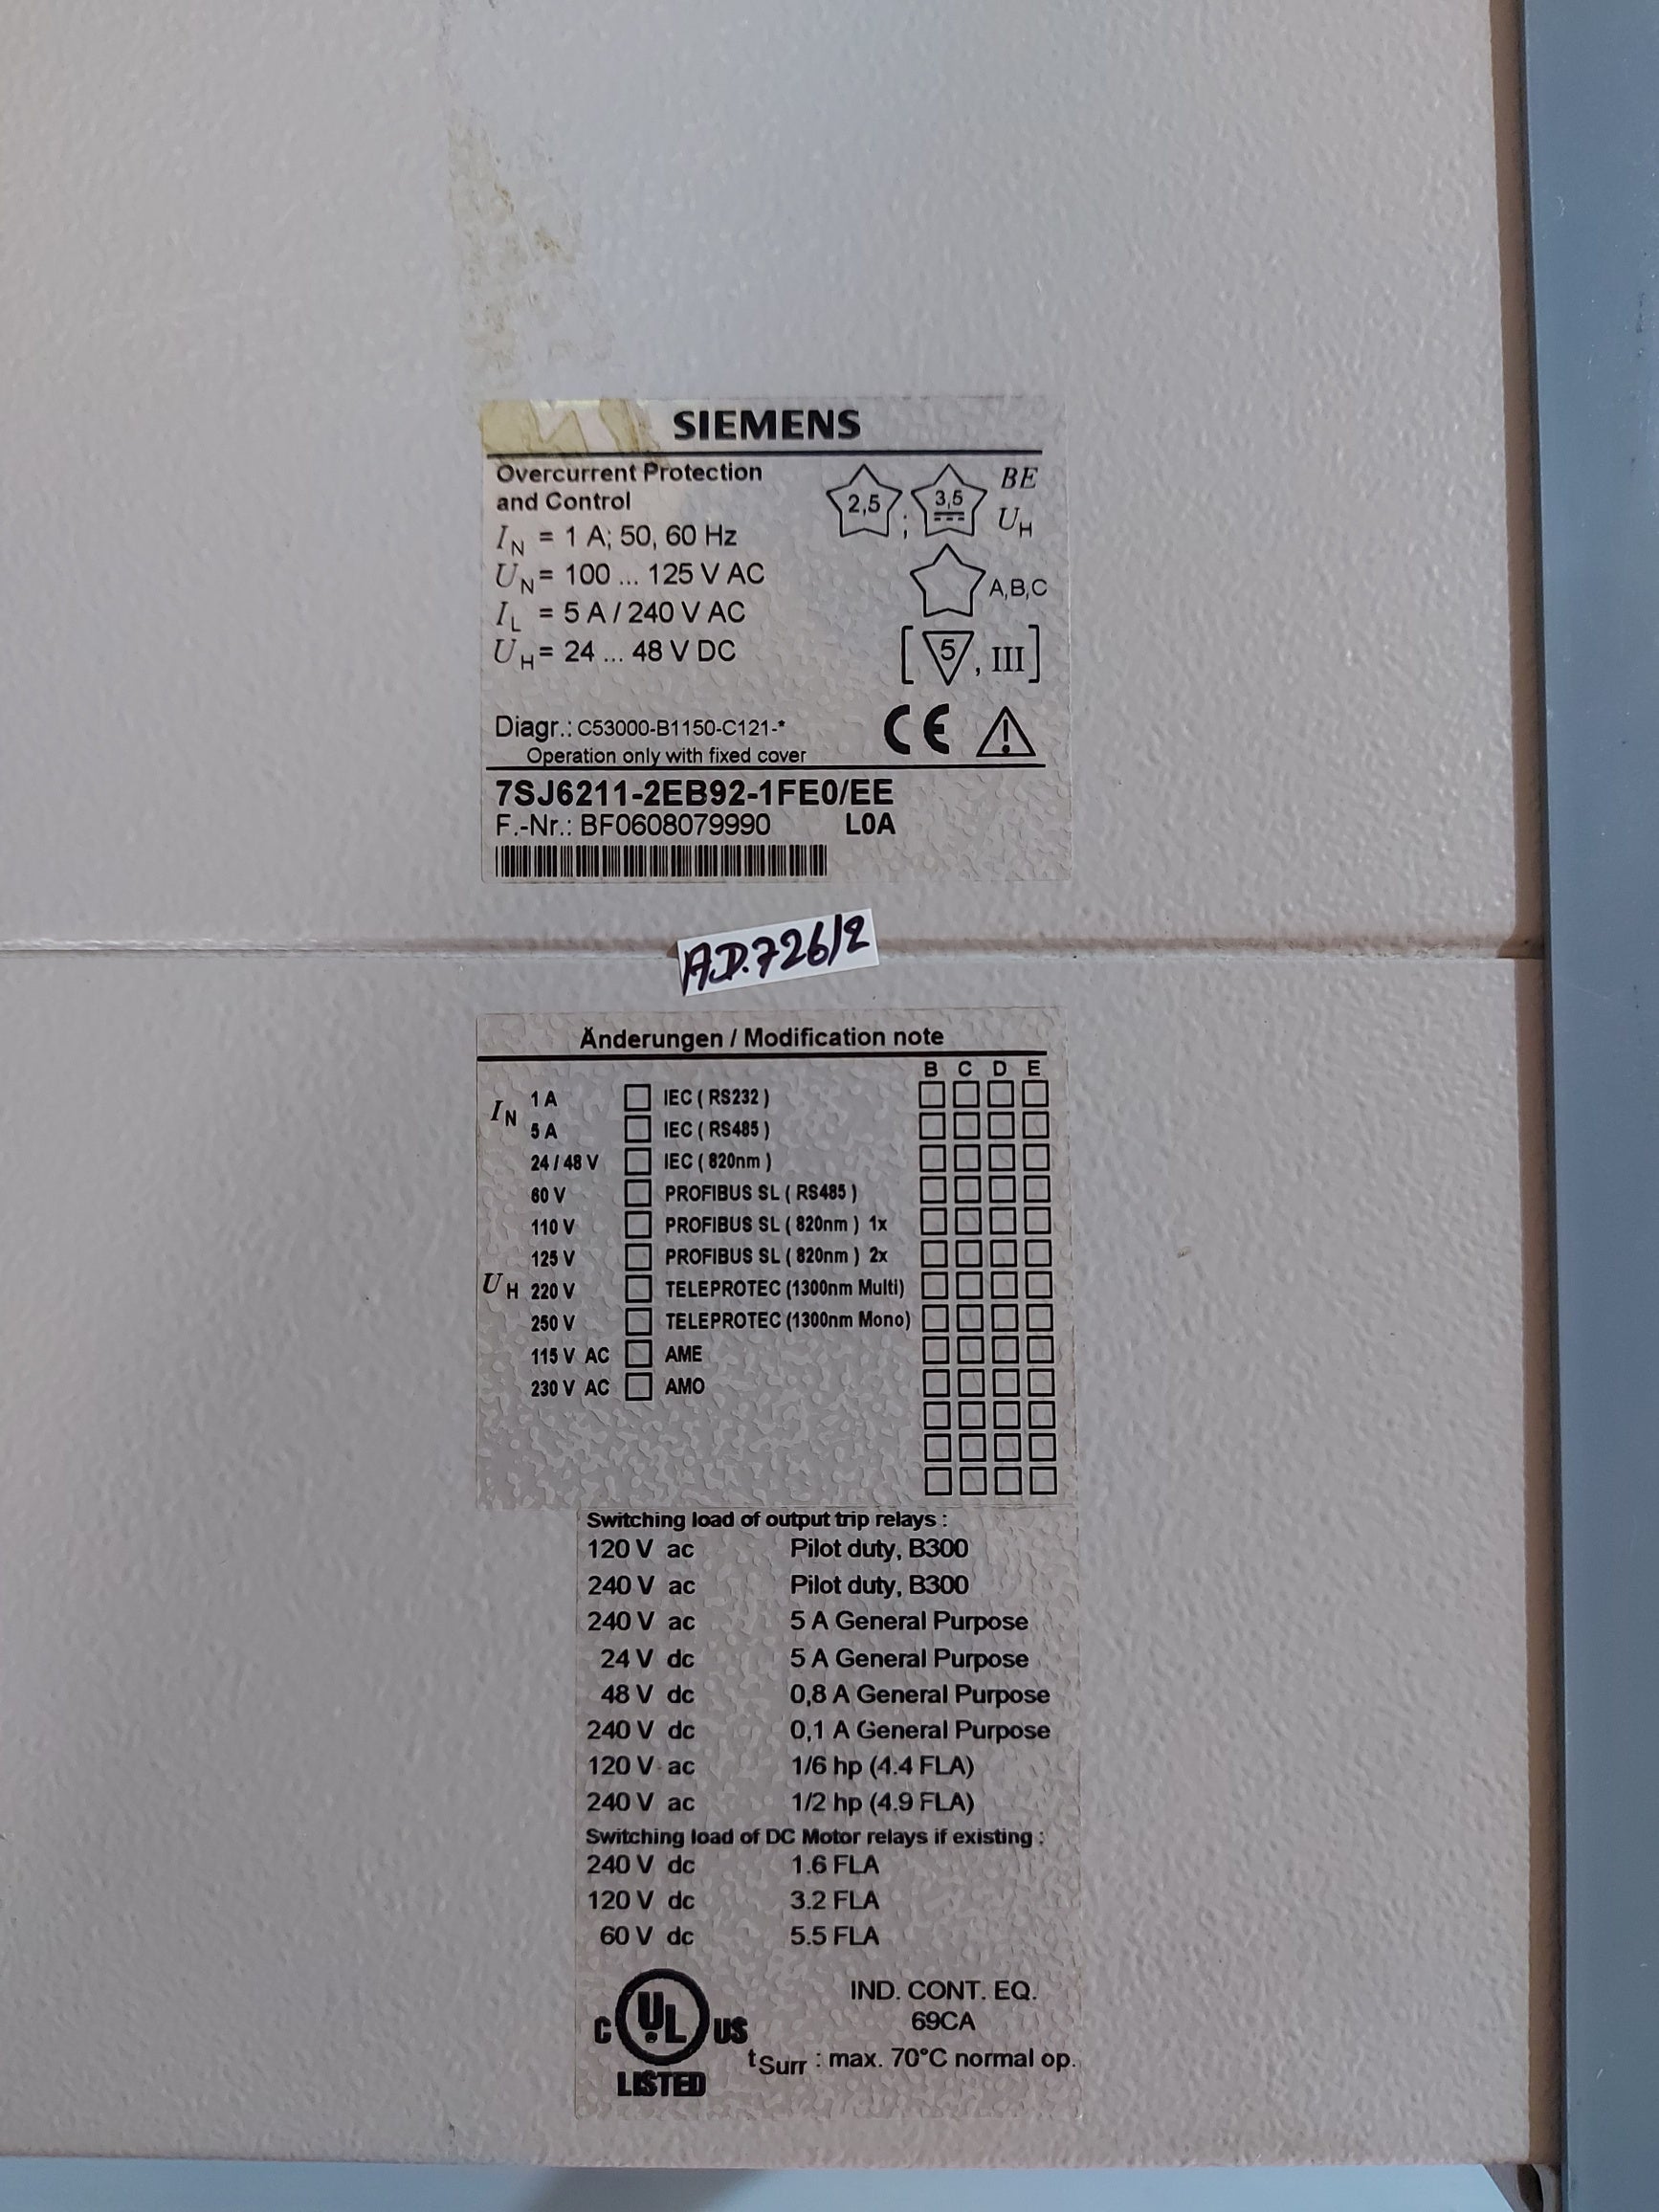 SIEMENS
Overcurrent Protection
and Control
2,5 ; 3,5 BE
UH
IN = 1 A; 50, 60 Hz
UN = 100 ... 125 V AC
A,B,C
IL = 5 A / 240 V AC
UH = 24 ... 48 V DC
[ 5 , III ]
Diagr.: C53000-B1150-C121-*
CE
Operation only with fixed cover
7SJ6211-2EB92-1FE0/EE
F.-Nr.: BF0608079990 L0A
A.D.726/2
Änderungen / Modification note
B C D E
IN 1 A IEC ( RS232 )
5 A IEC ( RS485 )
24 / 48 V IEC ( 820nm )
60 V PROFIBUS SL ( RS485 )
110 V PROFIBUS SL ( 820nm ) 1x
125 V PROFIBUS SL ( 820nm ) 2x
UH 220 V TELEPROTEC (1300nm Multi)
250 V TELEPROTEC (1300nm Mono)
115 V AC AME
230 V AC AMO
Switching load of output trip relays :
120 V ac Pilot duty, B300
240 V ac Pilot duty, B300
240 V ac 5 A General Purpose
24 V dc 5 A General Purpose
48 V dc 0,8 A General Purpose
240 V dc 0,1 A General Purpose
120 V ac 1/6 hp (4.4 FLA)
240 V ac 1/2 hp (4.9 FLA)
Switching load of DC Motor relays if existing :
240 V dc 1.6 FLA
120 V dc 3.2 FLA
60 V dc 5.5 FLA
IND. CONT. EQ.
69CA
C UL US
LISTED
tSurr : max. 70°C normal op.